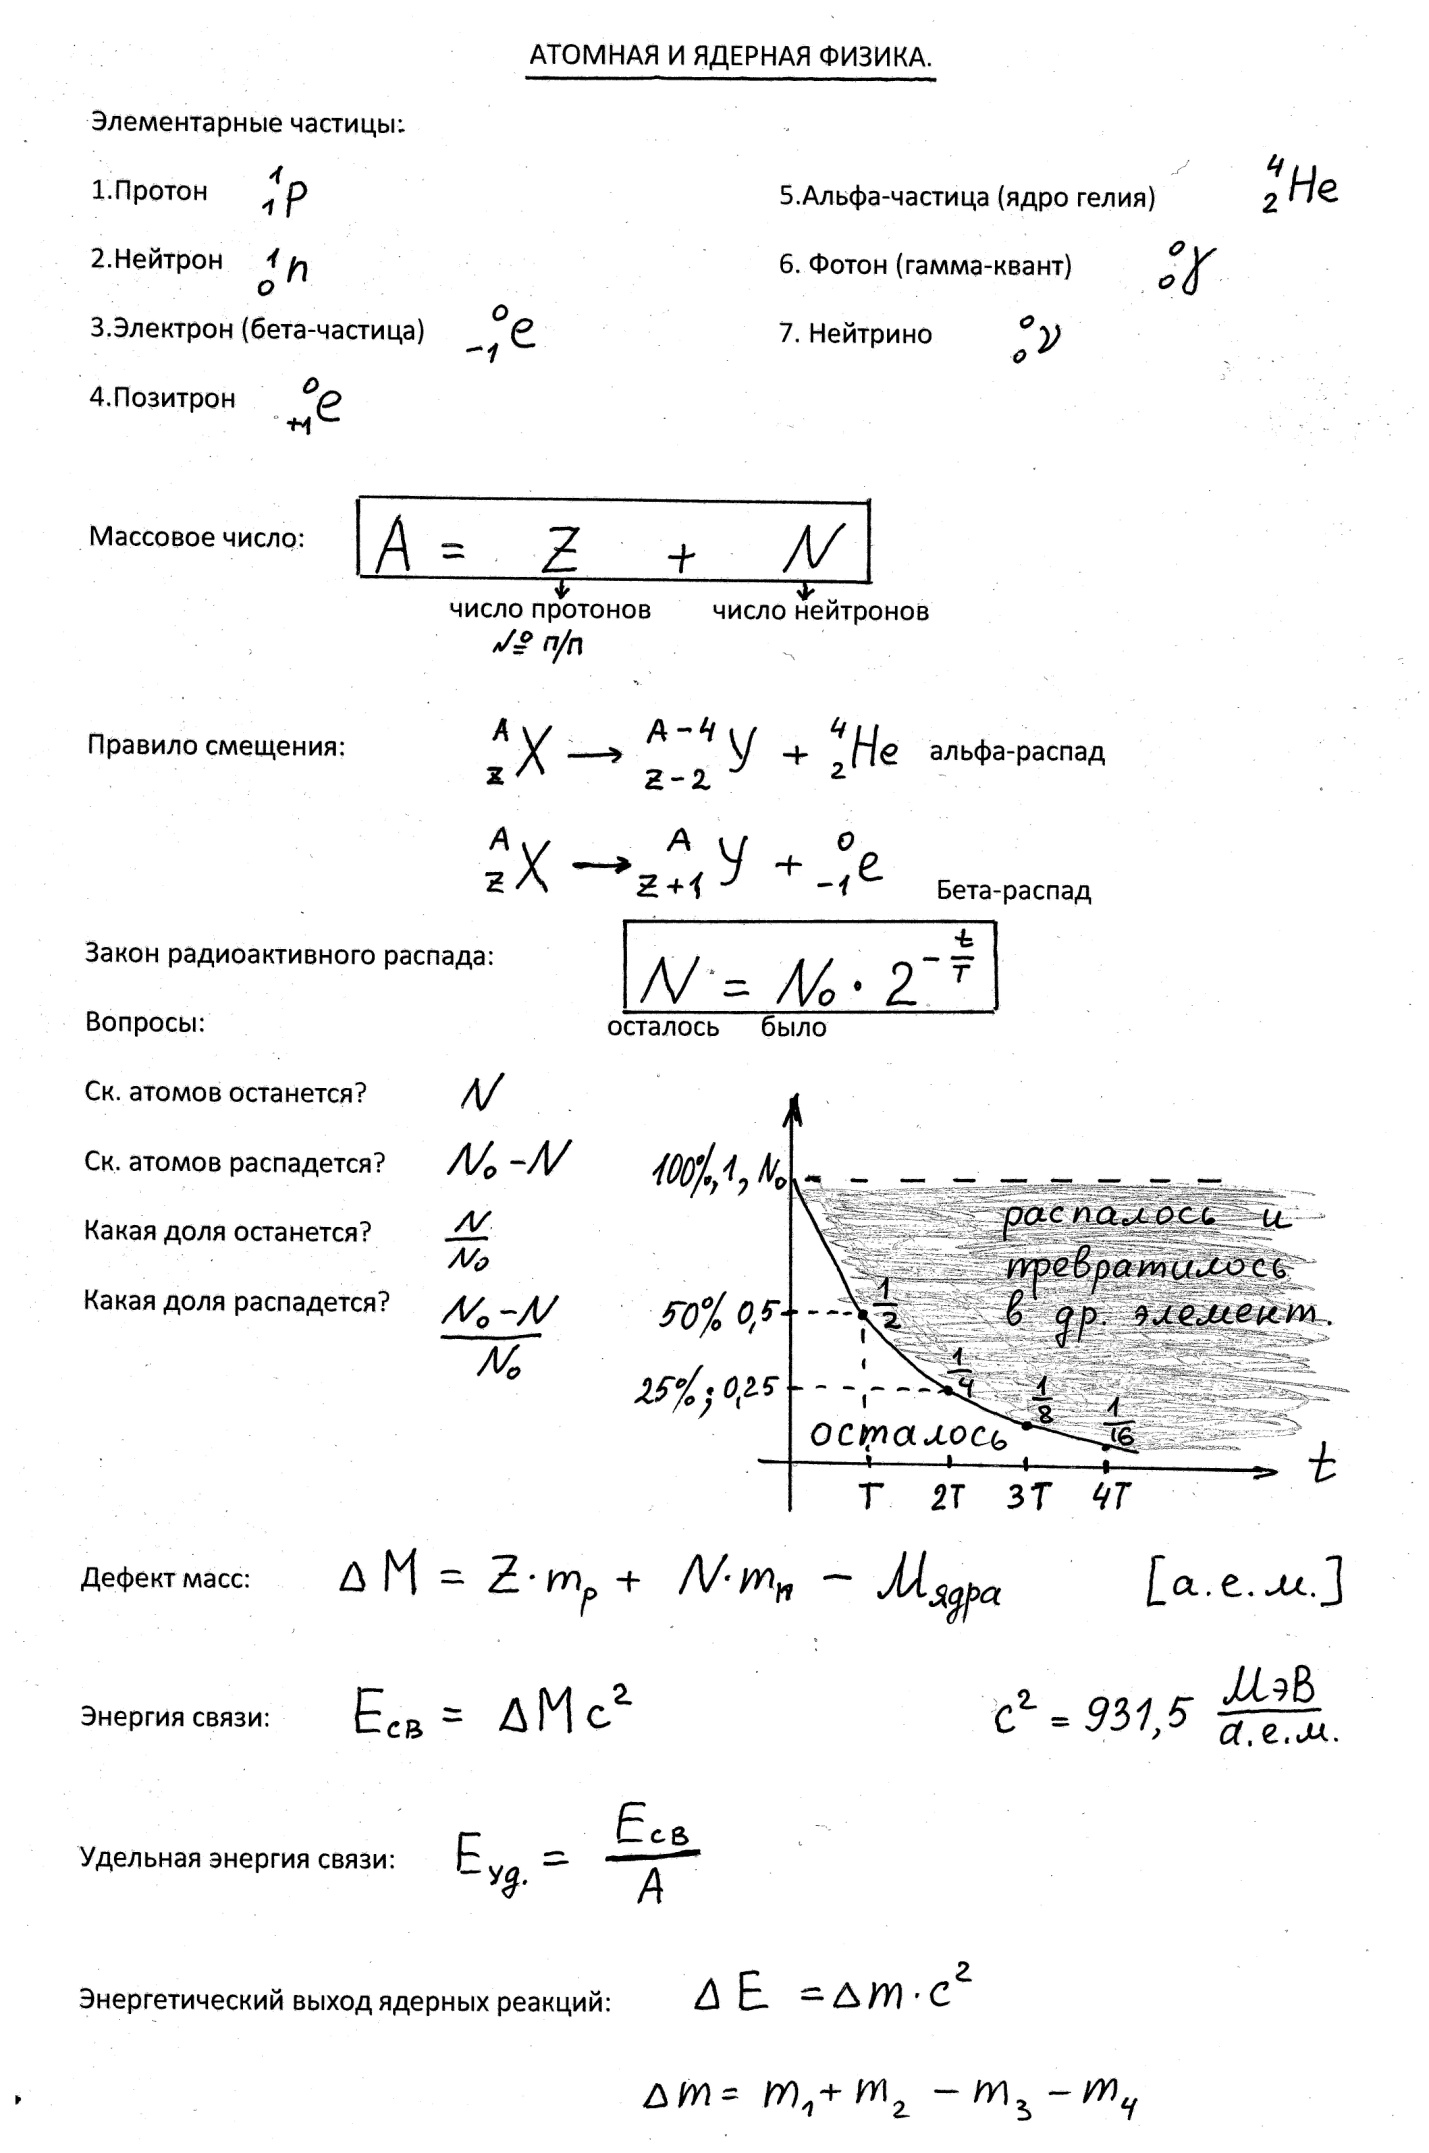 АТОМНАЯ И ЯДЕРНАЯ ФИЗИКА.
Элементарные частицы:
1.Протон ¹₁p
2.Нейтрон ¹₀n
3.Электрон (бета-частица) ⁰₋₁e
4.Позитрон ⁰₊₁e
5.Альфа-частица (ядро гелия) ⁴₂He
6. Фотон (гамма-квант) ⁰₀γ
7. Нейтрино ⁰₀ν
Массовое число: A = Z + N
число протонов число нейтронов
№ п/п
Правило смещения: ᴬ_Z X → ᴬ⁻⁴_Z-2 Y + ⁴₂He альфа-распад
ᴬ_Z X → ᴬ_Z+1 Y + ⁰₋₁e Бета-распад
Закон радиоактивного распада: N = N₀ · 2^(-t/T)
осталось было
Вопросы:
Ск. атомов останется? N
Ск. атомов распадется? N₀ - N
Какая доля останется? N/N₀
Какая доля распадется? (N₀ - N)/N₀
100%, 1, N₀
распалось и
превратилось
в др. элемент.
50% 0,5 1/2
25%; 0,25 1/4
1/8
1/16
осталось
t
T 2T 3T 4T
Дефект масс: ΔM = Z·mₚ + N·mₙ − Mядра [а.е.м.]
Энергия связи: Eсв = ΔMc² c² = 931,5 МэВ/а.е.м.
Удельная энергия связи: Eуд. = Eсв/A
Энергетический выход ядерных реакций: ΔE = Δm·c²
Δm = m₁ + m₂ − m₃ − m₄